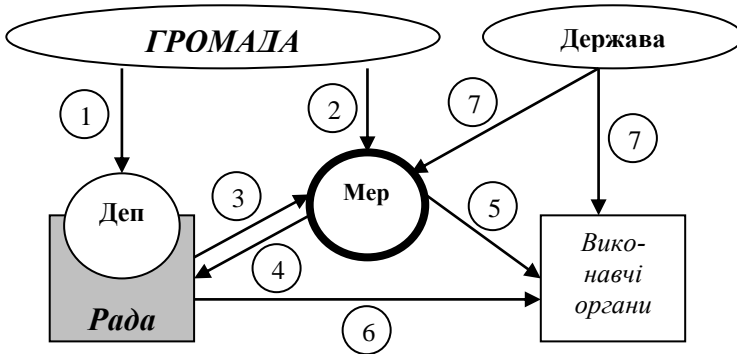 ГРОМАДА
Держава
1
2
7
7
Деп
3
Мер
5
4
Вико-
навчі
органи
Рада
6